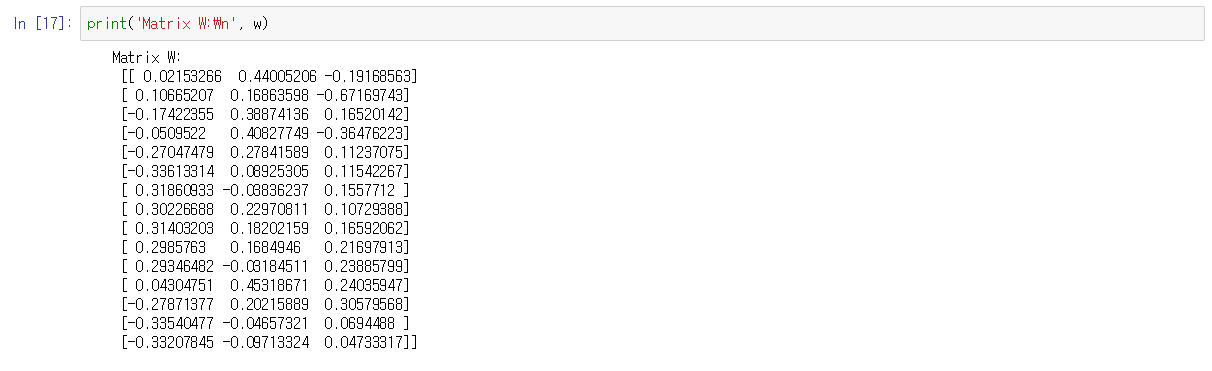 In [17]: print('Matrix W:₩n', w)
Matrix W:
[[ 0.02153266 0.44005206 -0.19168563]
[ 0.10665207 0.16863598 -0.67169743]
[-0.17422355 0.38874136 0.16520142]
[-0.0509522 0.40827749 -0.36476223]
[-0.27047479 0.27841589 0.11237075]
[-0.33613314 0.08925305 0.11542267]
[ 0.31860933 -0.03836237 0.1557712 ]
[ 0.30226688 0.22970811 0.10729388]
[ 0.31403203 0.18202159 0.16592062]
[ 0.2985763 0.1684946 0.21697913]
[ 0.29346482 -0.03184511 0.23885799]
[ 0.04304751 0.45318671 0.24035947]
[-0.27871377 0.20215889 0.30579568]
[-0.33540477 -0.04657321 0.0694488 ]
[-0.33207845 -0.09713324 0.04733317]]